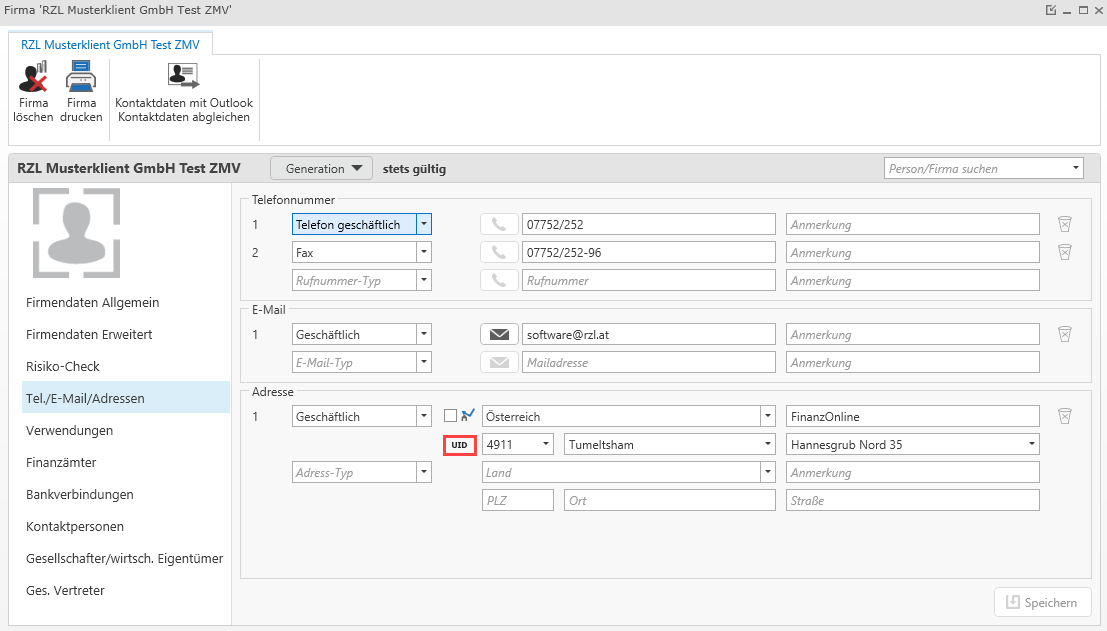 Firma 'RZL Musterklient GmbH Test ZMV'
RZL Musterklient GmbH Test ZMV
Firma löschen
Firma drucken
Kontaktdaten mit Outlook Kontaktdaten abgleichen
RZL Musterklient GmbH Test ZMV Generation stets gültig Person/Firma suchen
Firmendaten Allgemein
Firmendaten Erweitert
Risiko-Check
Tel./E-Mail/Adressen
Verwendungen
Finanzämter
Bankverbindungen
Kontaktpersonen
Gesellschafter/wirtsch. Eigentümer
Ges. Vertreter
Telefonnummer
1 Telefon geschäftlich 07752/252 Anmerkung
2 Fax 07752/252-96 Anmerkung
Rufnummer-Typ Rufnummer Anmerkung
E-Mail
1 Geschäftlich software@rzl.at Anmerkung
E-Mail-Typ Mailadresse Anmerkung
Adresse
1 Geschäftlich Österreich FinanzOnline
UID 4911 Tumeltsham Hannesgrub Nord 35
Adress-Typ Land Anmerkung
PLZ Ort Straße
Speichern